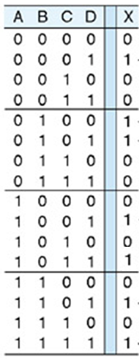 A B C D X
0 0 0 0 0
0 0 0 1 1
0 0 1 0 0
0 0 1 1 0
0 1 0 0 1
0 1 0 1 1
0 1 1 0 0
0 1 1 1 0
1 0 0 0 0
1 0 0 1 1
1 0 1 0 0
1 0 1 1 1
1 1 0 0 0
1 1 0 1 1
1 1 1 0 0
1 1 1 1 1